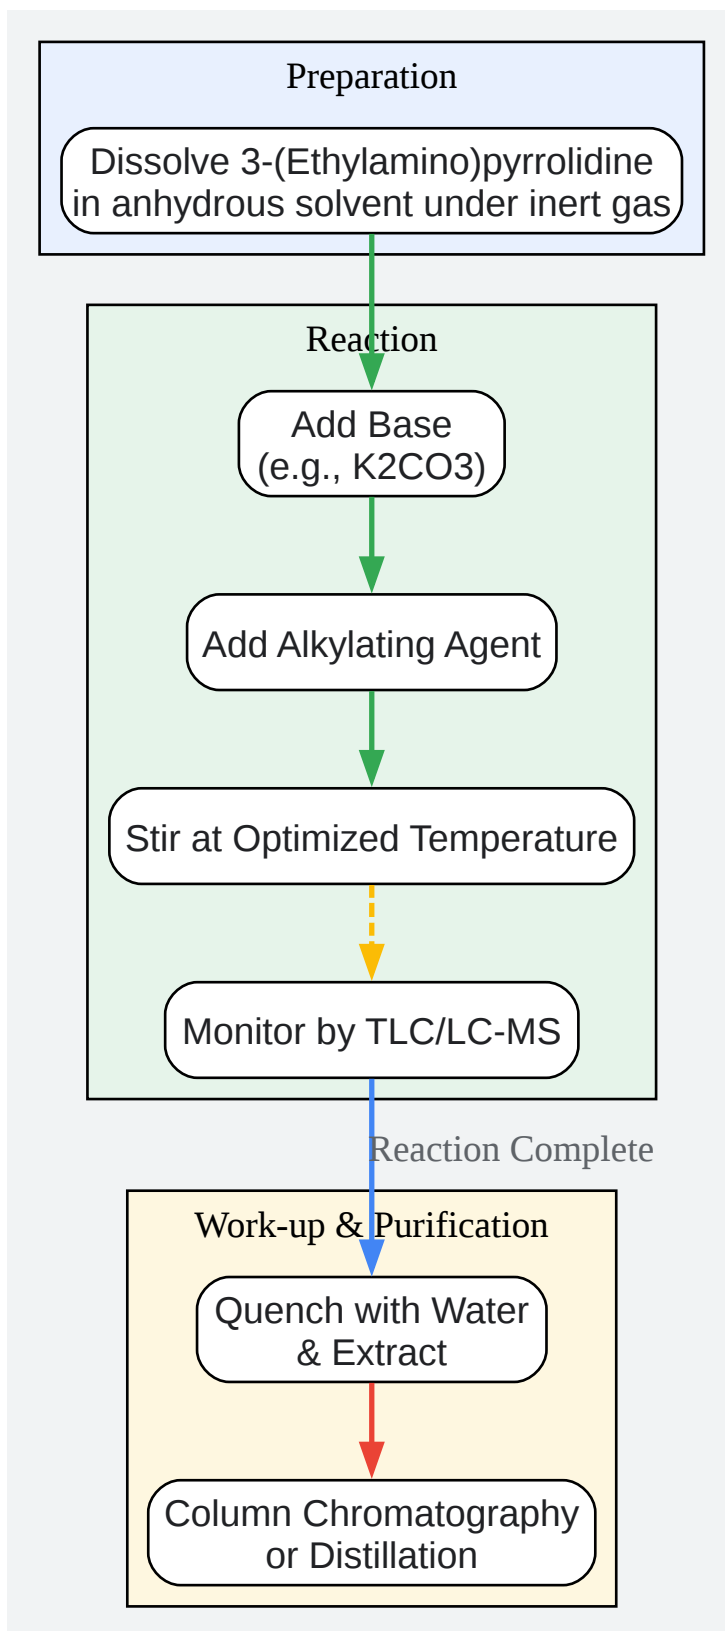 Preparation
Dissolve 3-(Ethylamino)pyrrolidine
in anhydrous solvent under inert gas
Reaction
Add Base
(e.g., K2CO3)
Add Alkylating Agent
Stir at Optimized Temperature
Monitor by TLC/LC-MS
Reaction Complete
Work-up & Purification
Quench with Water
& Extract
Column Chromatography
or Distillation